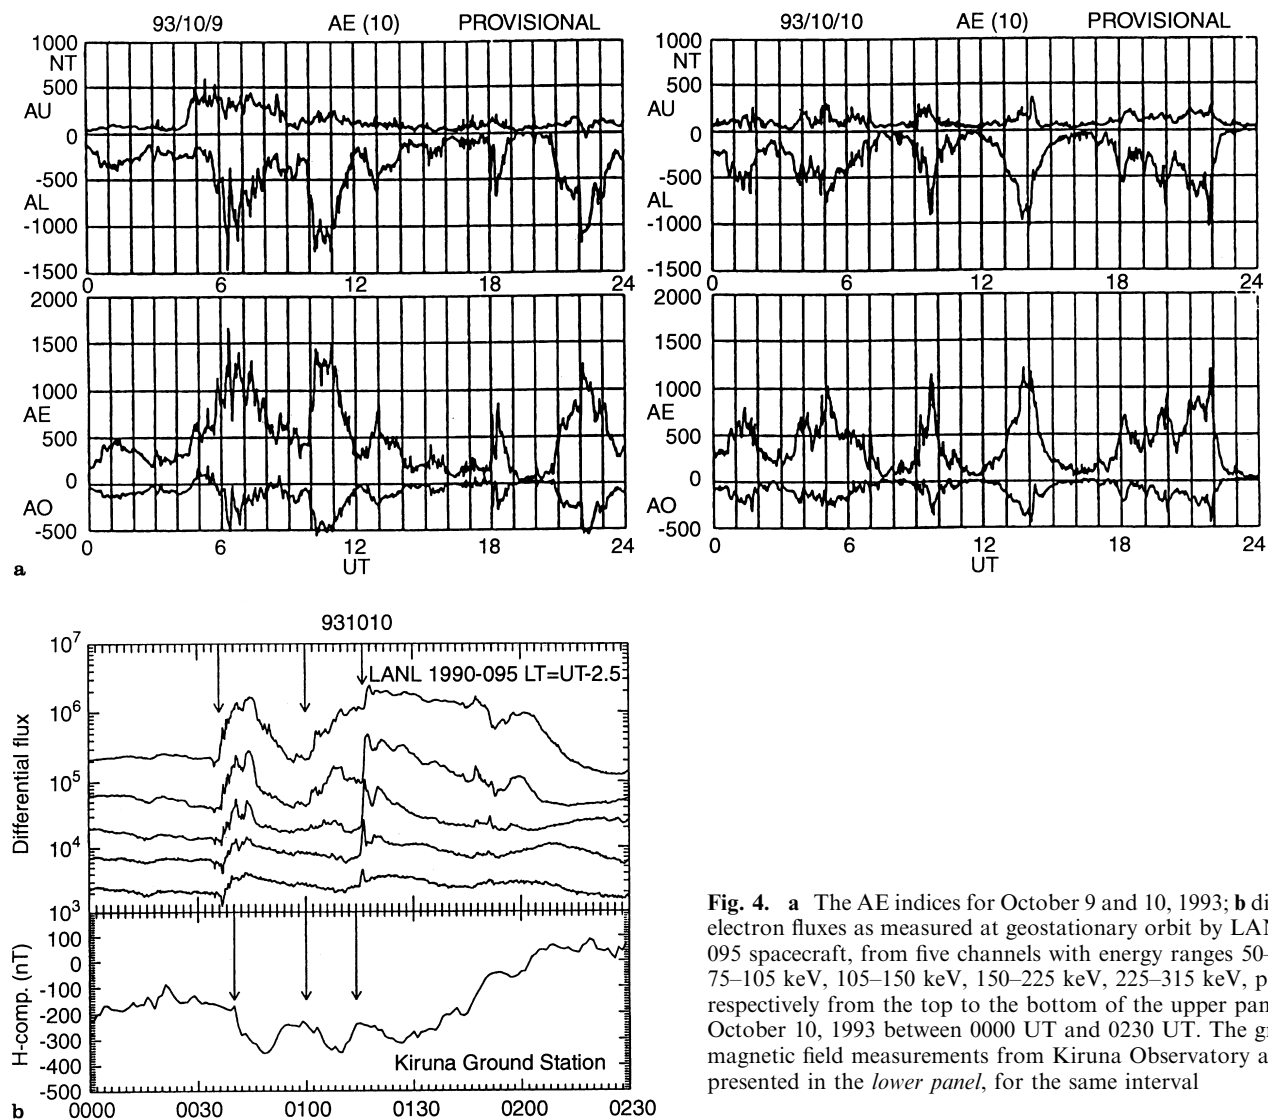 93/10/9 AE (10) PROVISIONAL
1000
NT
500
AU
0
-500
AL
-1000
-1500
0 6 12 18 24
2000
1500
1000
AE
500
0
AO
-500
0 6 12 18 24
UT
93/10/10 AE (10) PROVISIONAL
1000
NT
500
AU
0
-500
AL
-1000
-1500
0 6 12 18 24
2000
1500
1000
AE
500
0
AO
-500
0 6 12 18 24
UT
a
931010
10^7
LANL 1990-095 LT=UT-2.5
10^6
10^5
10^4
10^3
Differential flux
10^3
100
0
-100
-200
-300
-400
-500
H-comp. (nT)
Kiruna Ground Station
0000 0030 0100 0130 0200 0230
b
Fig. 4. a The AE indices for October 9 and 10, 1993; b
electron fluxes as measured at geostationary orbit by
095 spacecraft, from five channels with energy ranges
75–105 keV, 105–150 keV, 150–225 keV, 225–315 keV,
respectively from the top to the bottom of the upper
October 10, 1993 between 0000 UT and 0230 UT. The
magnetic field measurements from Kiruna Observatory
presented in the lower panel, for the same interval